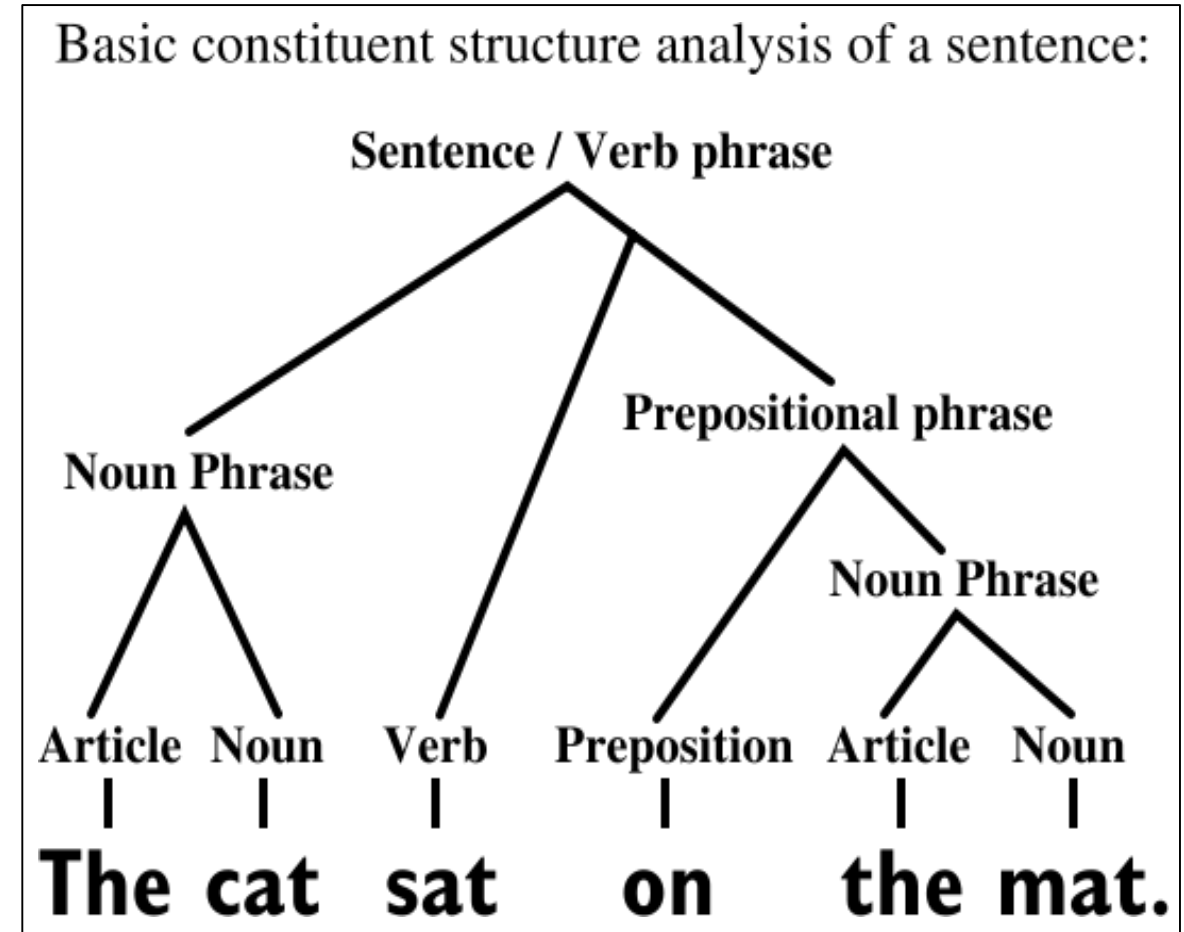 Basic constituent structure analysis of a sentence:
Sentence / Verb phrase
Prepositional phrase
Noun Phrase
Noun Phrase
Article Noun Verb Preposition Article Noun
The cat sat on the mat.